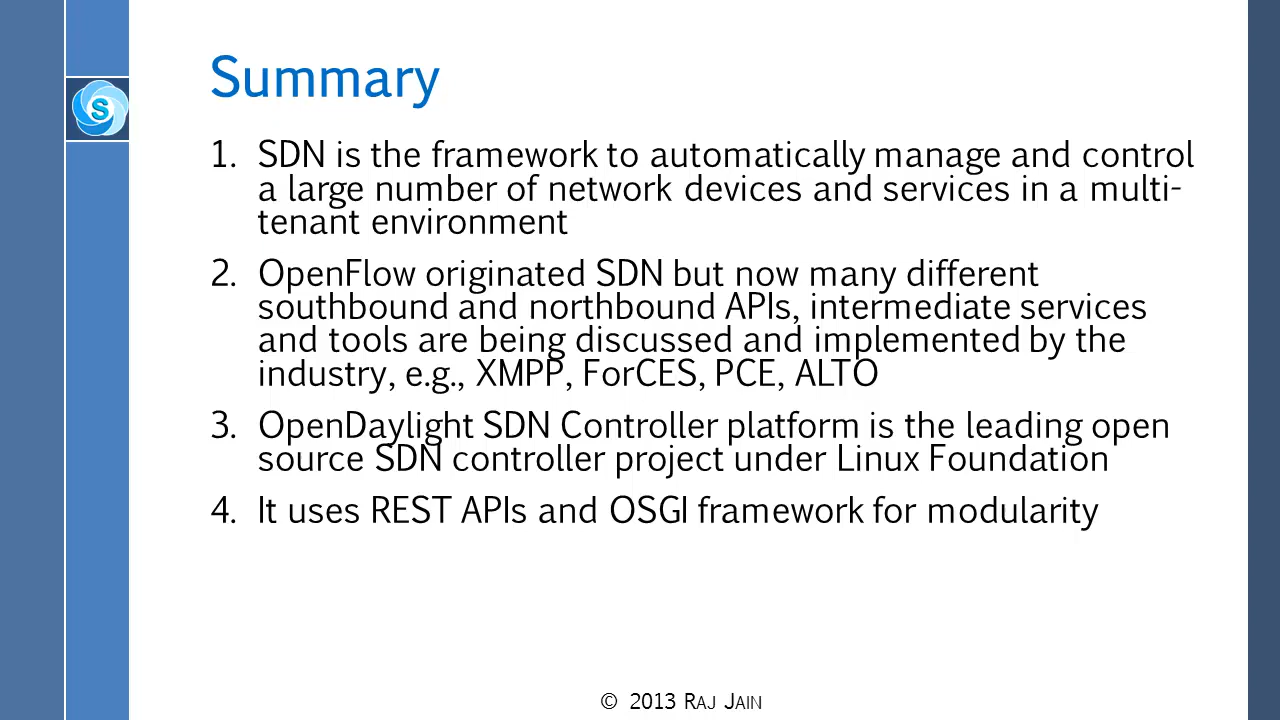 Summary
S
1. SDN is the framework to automatically manage and control
a large number of network devices and services in a multi-
tenant environment
2. OpenFlow originated SDN but now many different
southbound and northbound APIs, intermediate services
and tools are being discussed and implemented by the
industry, e.g., XMPP, ForCES, PCE, ALTO
3. OpenDaylight SDN Controller platform is the leading open
source SDN controller project under Linux Foundation
4. It uses REST APIs and OSGI framework for modularity
© 2013 RAJ JAIN